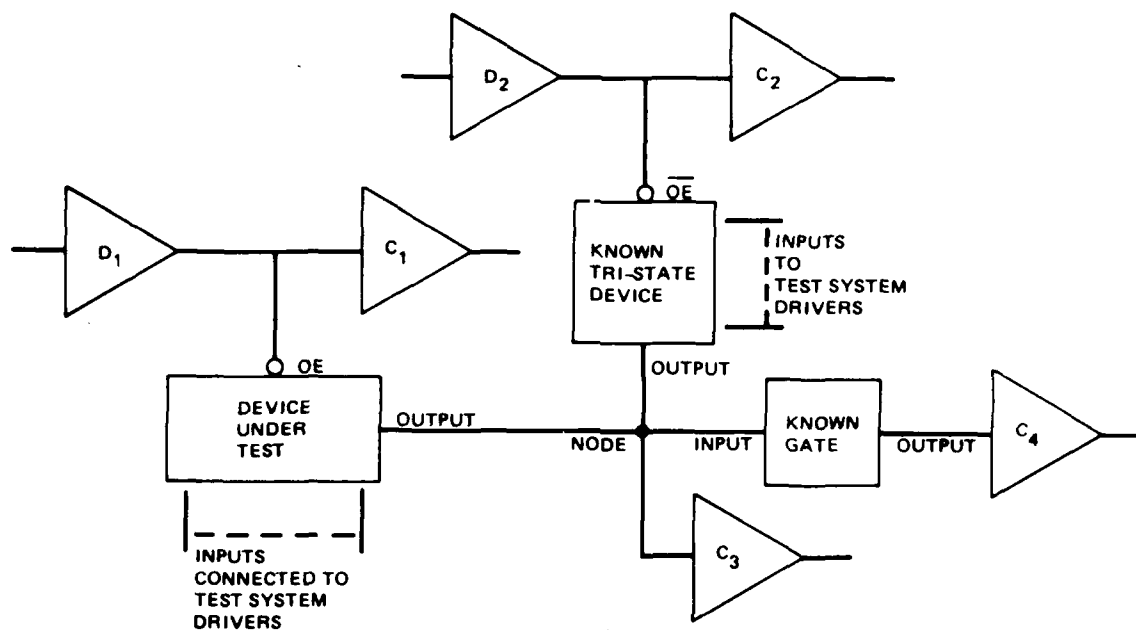 D2
C2
OE
D1
C1
KNOWN
TRI-STATE
DEVICE
INPUTS
TO
TEST SYSTEM
DRIVERS
OE
OUTPUT
DEVICE
UNDER
TEST
OUTPUT
NODE
INPUT
KNOWN
GATE
OUTPUT
C4
C3
INPUTS
CONNECTED TO
TEST SYSTEM
DRIVERS